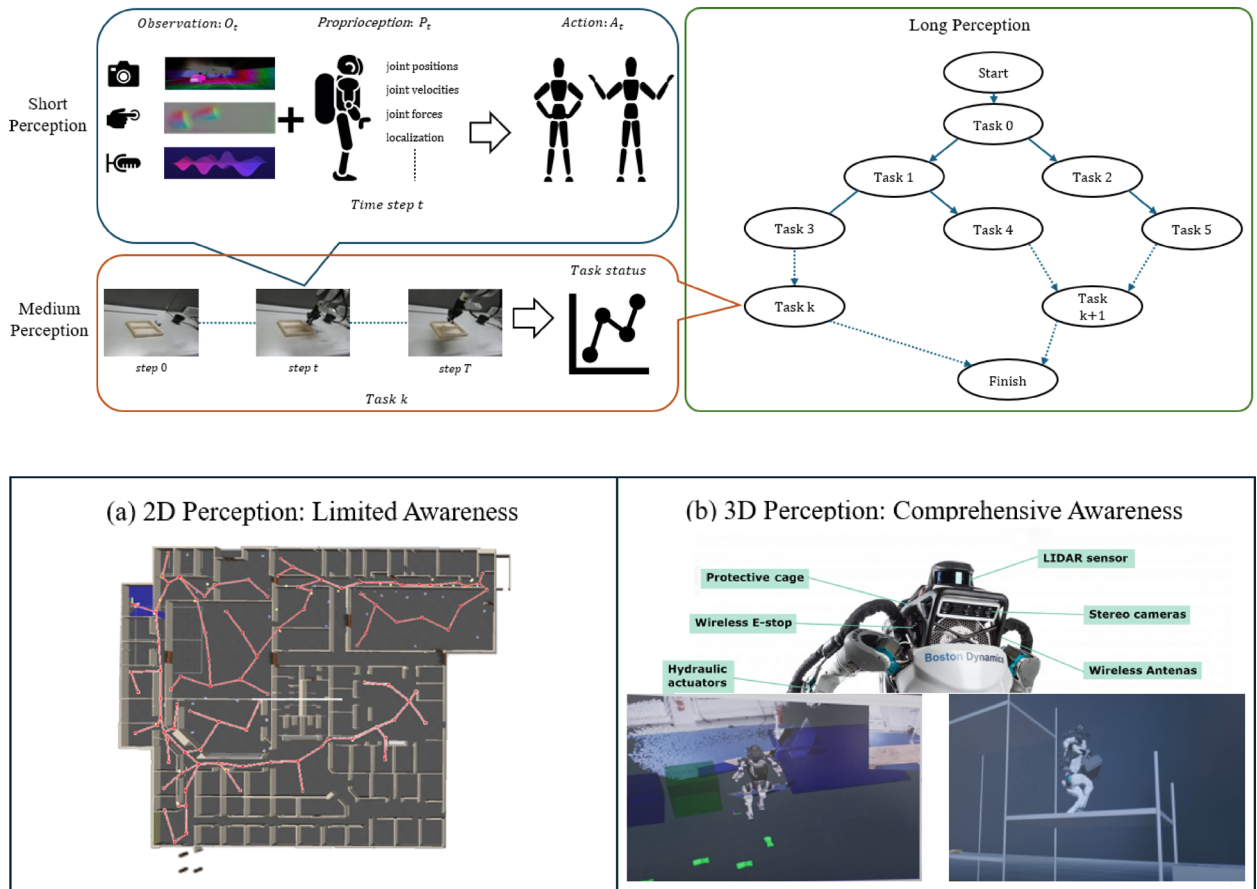 Observation: Oₜ
Proprioception: Pₜ
Action: Aₜ
Short
Perception
joint positions
joint velocities
joint forces
localization
Time step t
Medium
Perception
Task status
step 0
step t
step T
Task k
Long Perception
Start
Task 0
Task 1
Task 2
Task 3
Task 4
Task 5
Task k
Task
k+1
Finish
(a) 2D Perception: Limited Awareness
(b) 3D Perception: Comprehensive Awareness
LIDAR sensor
Protective cage
Stereo cameras
Wireless E-stop
Boston Dynamics
Wireless Antenas
Hydraulic
actuators